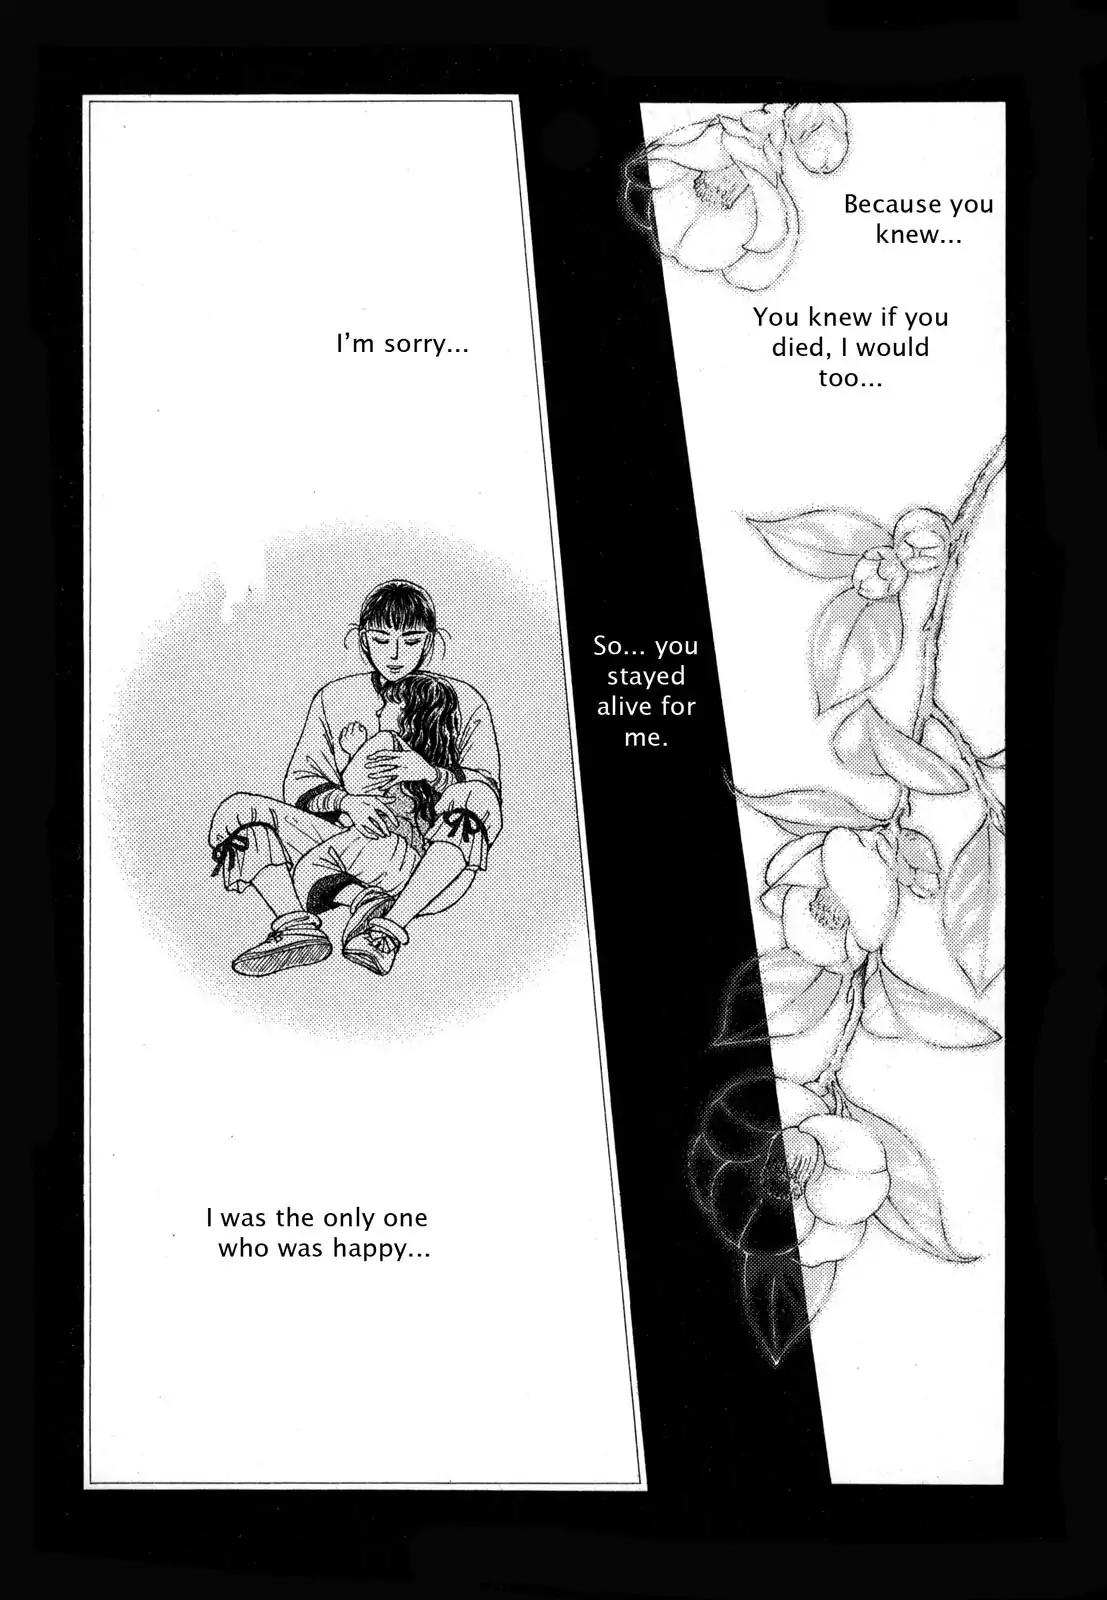 Because you
knew...
You knew if you
died, I would
too...
So... you
stayed
alive for
me.
I'm sorry...
I was the only one
who was happy...